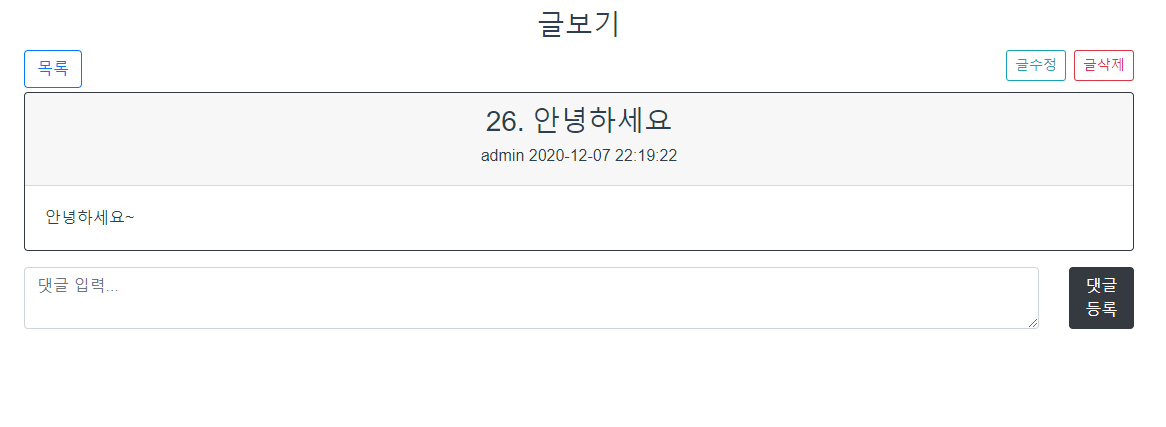 글보기
목록
글수정
글삭제
26. 안녕하세요
admin 2020-12-07 22:19:22
안녕하세요~
댓글 입력...
댓글
등록